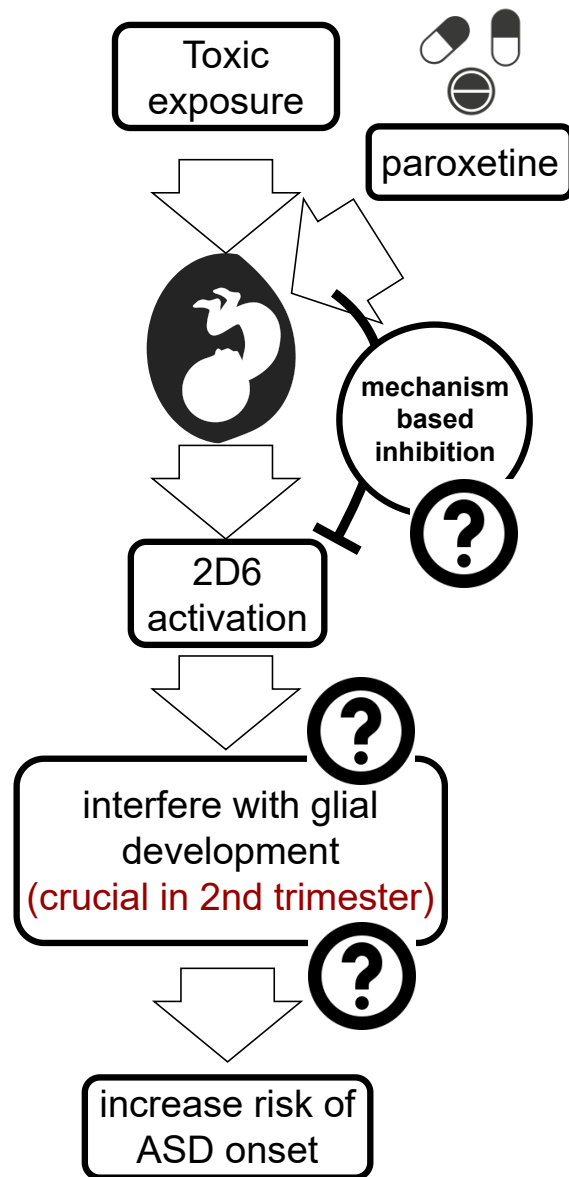 Toxic
exposure
paroxetine
mechanism
based
inhibition
?
2D6
activation
?
interfere with glial
development
(crucial in 2nd trimester)
?
increase risk of
ASD onset